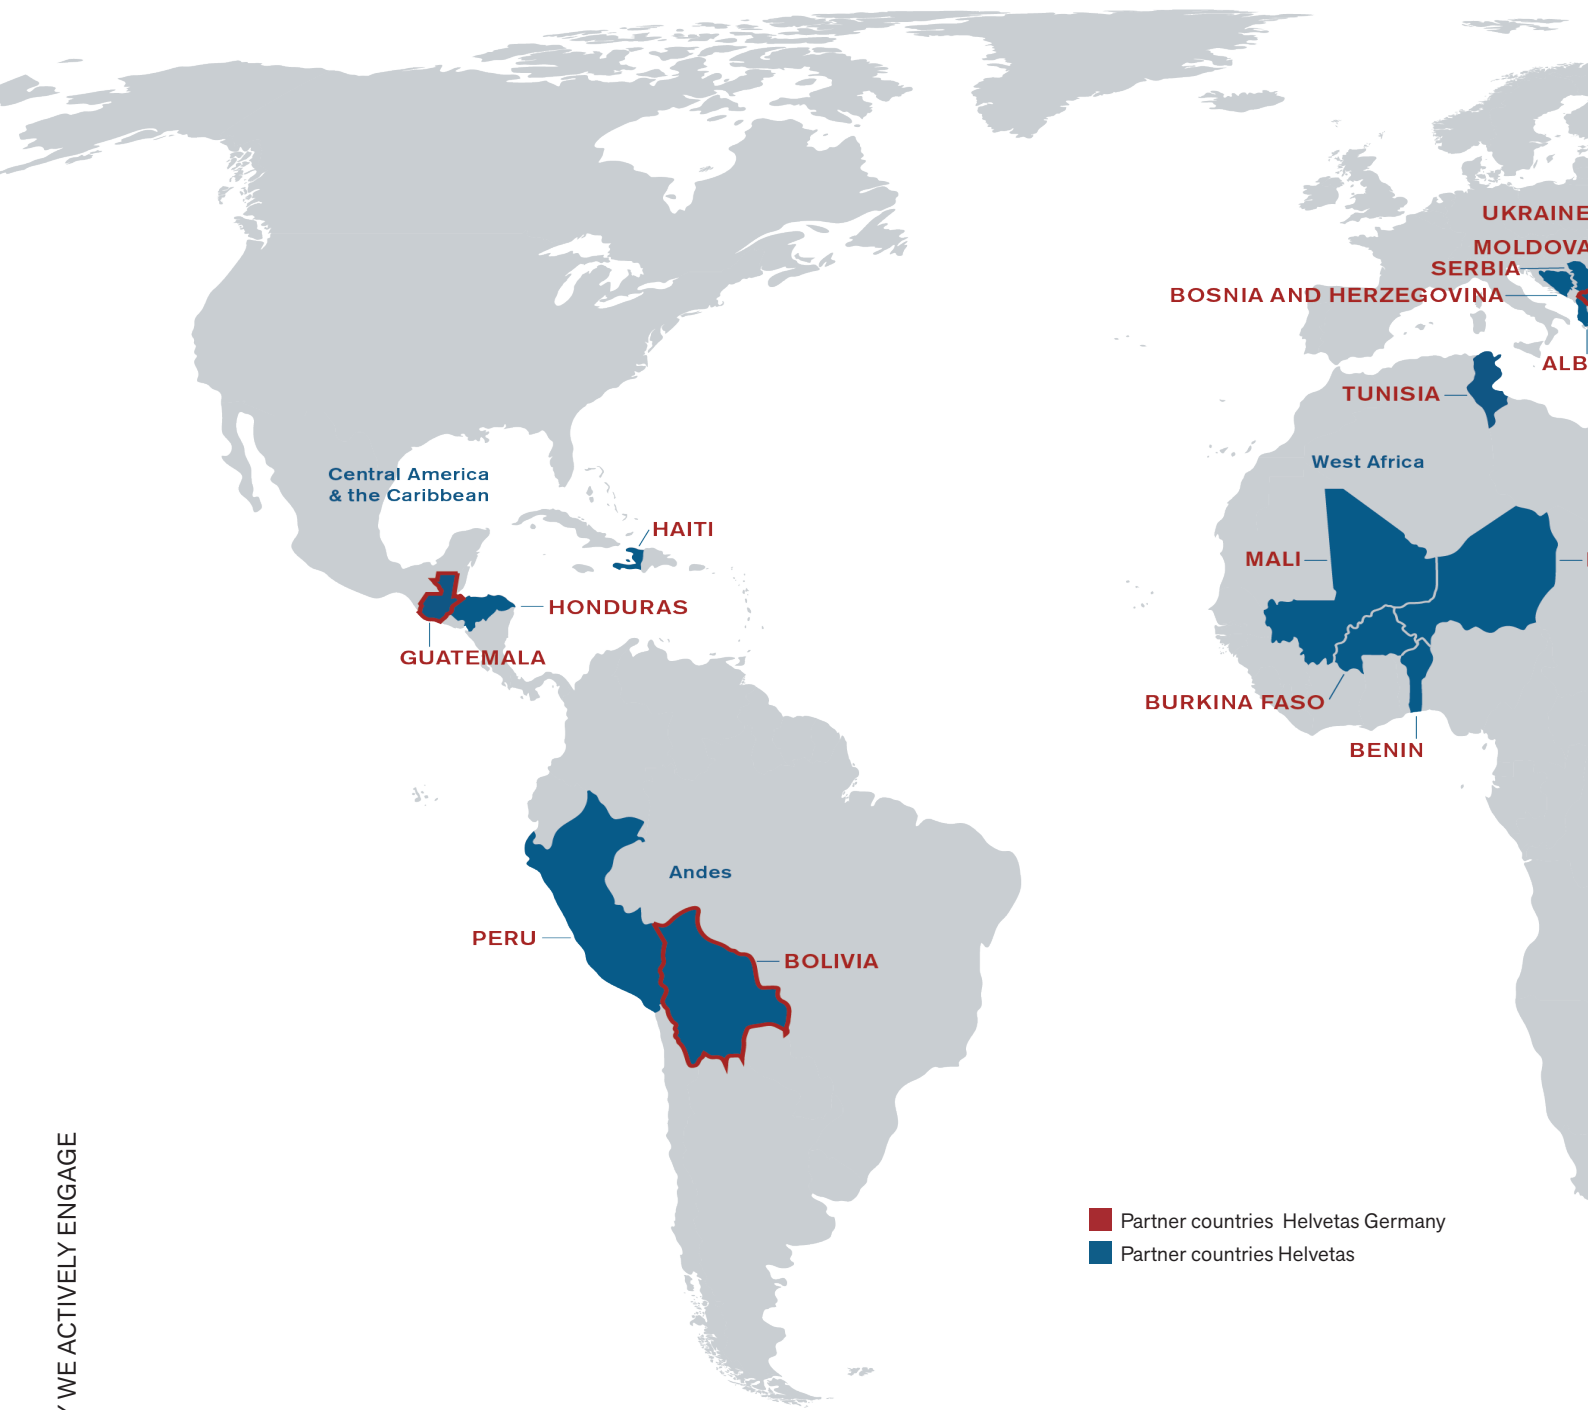 UKRAINE
MOLDOVA
SERBIA
BOSNIA AND HERZEGOVINA
ALB
TUNISIA
Central America
& the Caribbean
West Africa
HAITI
MALI
HONDURAS
GUATEMALA
BURKINA FASO
BENIN
Andes
PERU
BOLIVIA
WE ACTIVELY ENGAGE
Partner countries Helvetas Germany
Partner countries Helvetas